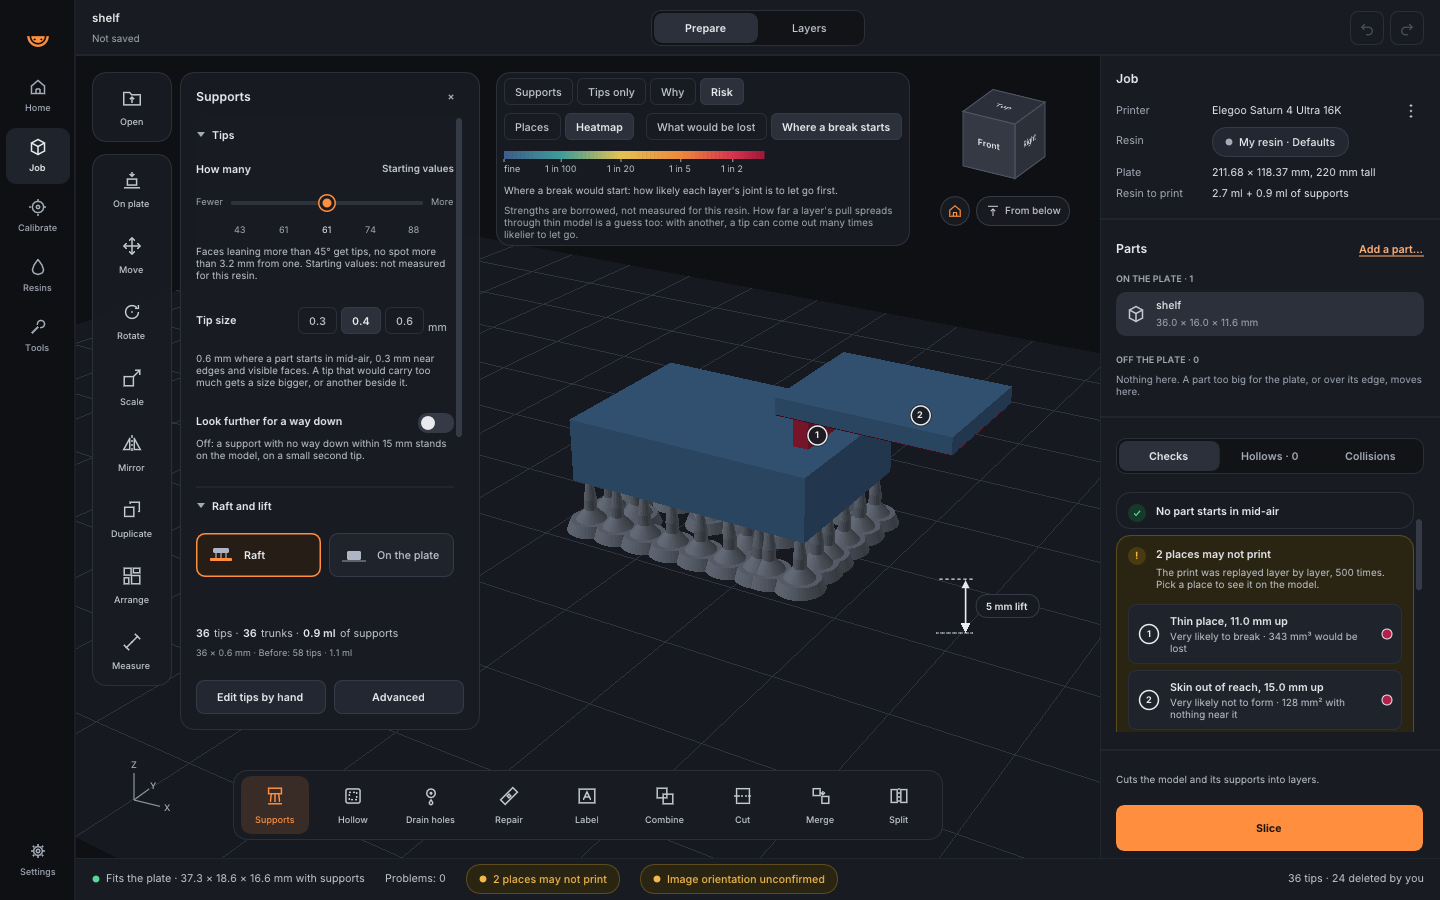 shelf
Not saved
Prepare
Layers
Home
Job
Calibrate
Resins
Tools
Settings
Open
On plate
Move
Rotate
Scale
Mirror
Duplicate
Arrange
Measure
Supports
×
Tips
How many
Starting values
Fewer
More
43 61 61 74 88
Faces leaning more than 45° get tips, no spot more
than 3.2 mm from one. Starting values: not measured
for this resin.
Tip size
0.3
0.4
0.6
mm
0.6 mm where a part starts in mid-air, 0.3 mm near
edges and visible faces. A tip that would carry too
much gets a size bigger, or another beside it.
Look further for a way down
Off: a support with no way down within 15 mm stands
on the model, on a small second tip.
Raft and lift
Raft
On the plate
36 tips · 36 trunks · 0.9 ml of supports
36 × 0.6 mm · Before: 58 tips · 1.1 ml
Edit tips by hand
Advanced
Supports
Tips only
Why
Risk
Places
Heatmap
What would be lost
Where a break starts
fine 1 in 100 1 in 20 1 in 5 1 in 2
Where a break would start: how likely each layer's joint is to let go first.
Strengths are borrowed, not measured for this resin. How far a layer's pull spreads
through thin model is a guess too: with another, a tip can come out many times
likelier to let go.
Top
Front
Right
From below
1
2
5 mm lift
Z
Y
X
Supports
Hollow
Drain holes
Repair
Label
Combine
Cut
Merge
Split
Job
Printer Elegoo Saturn 4 Ultra 16K
Resin My resin · Defaults
Plate 211.68 × 118.37 mm, 220 mm tall
Resin to print 2.7 ml + 0.9 ml of supports
Parts
Add a part...
ON THE PLATE · 1
shelf
36.0 × 16.0 × 11.6 mm
OFF THE PLATE · 0
Nothing here. A part too big for the plate, or over its edge, moves
here.
Checks
Hollows · 0
Collisions
No part starts in mid-air
! 2 places may not print
The print was replayed layer by layer, 500 times.
Pick a place to see it on the model.
1 Thin place, 11.0 mm up
Very likely to break · 343 mm³ would be
lost
2 Skin out of reach, 15.0 mm up
Very likely not to form · 128 mm² with
nothing near it
Cuts the model and its supports into layers.
Slice
Fits the plate · 37.3 × 18.6 × 16.6 mm with supports
Problems: 0
2 places may not print
Image orientation unconfirmed
36 tips · 24 deleted by you